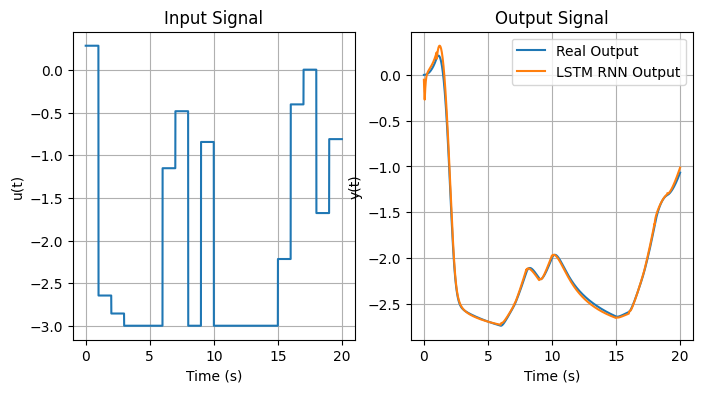 Input Signal
u(t)
0.0
−0.5
−1.0
−1.5
−2.0
−2.5
−3.0
0
5
10
15
20
Time (s)
Output Signal
Real Output
LSTM RNN Output
y(t)
0.0
−0.5
−1.0
−1.5
−2.0
−2.5
0
5
10
15
20
Time (s)